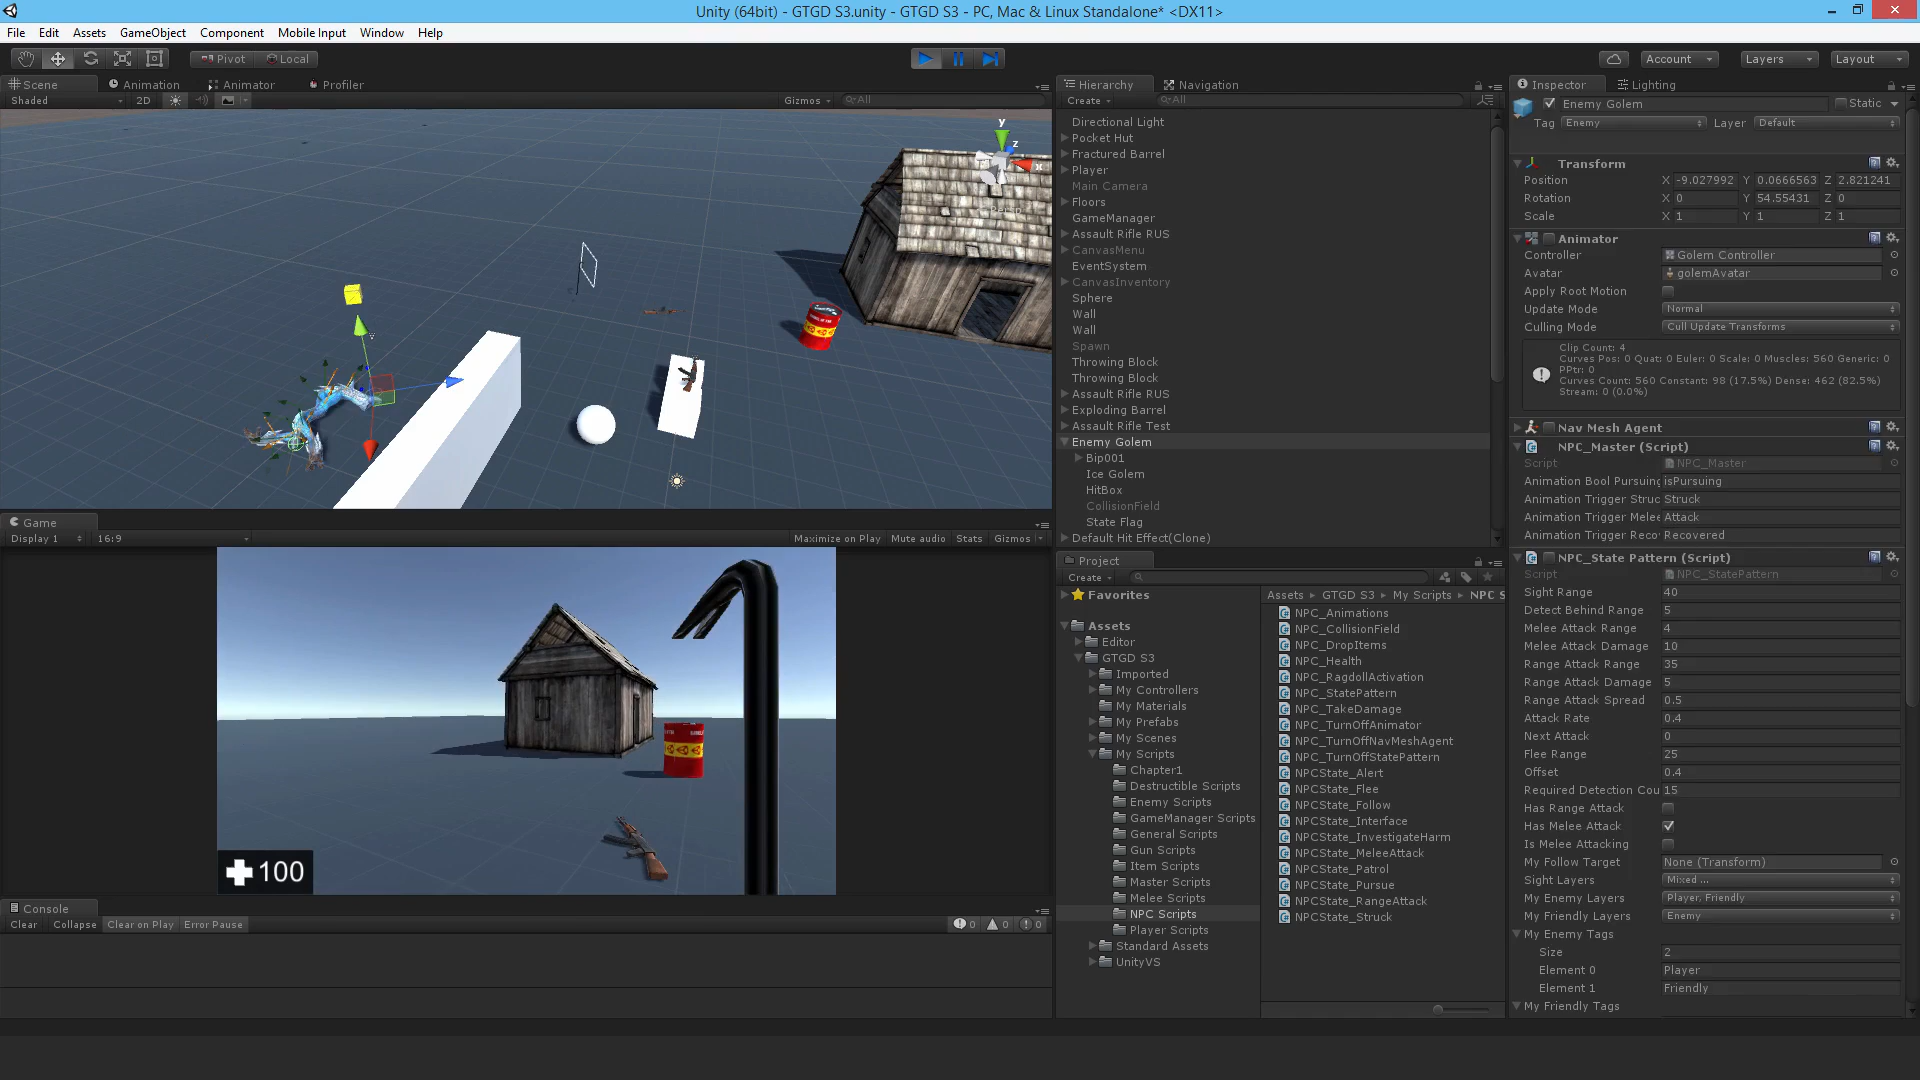 Unity (64bit) - GTGD S3.unity - GTGD S3 - PC, Mac & Linux Standalone* <DX11>
File Edit Assets GameObject Component Mobile Input Window Help
Pivot Local Account Layers Layout
Scene Animation Animator Profiler
Shaded 2D Gizmos All
y
z
x
Persp
Game
Display 1 16:9 Maximize on Play Mute audio Stats Gizmos
100
Console
Clear Collapse Clear on Play Error Pause 0 0 0
Hierarchy Navigation
Create All
Directional Light
Pocket Hut
Fractured Barrel
Player
Main Camera
Floors
GameManager
Assault Rifle RUS
CanvasMenu
EventSystem
CanvasInventory
Sphere
Wall
Wall
Spawn
Throwing Block
Throwing Block
Assault Rifle RUS
Exploding Barrel
Assault Rifle Test
Enemy Golem
Bip001
Ice Golem
HitBox
CollisionField
State Flag
Default Hit Effect(Clone)
Project
Create
Favorites
Assets
Editor
GTGD S3
Imported
My Controllers
My Materials
My Prefabs
My Scenes
My Scripts
Chapter1
Destructible Scripts
Enemy Scripts
GameManager Scripts
General Scripts
Gun Scripts
Item Scripts
Master Scripts
Melee Scripts
NPC Scripts
Player Scripts
Standard Assets
UnityVS
Assets GTGD S3 My Scripts NPC S
NPC_Animations
NPC_CollisionField
NPC_DropItems
NPC_Health
NPC_RagdollActivation
NPC_StatePattern
NPC_TakeDamage
NPC_TurnOffAnimator
NPC_TurnOffNavMeshAgent
NPC_TurnOffStatePattern
NPCState_Alert
NPCState_Flee
NPCState_Follow
NPCState_Interface
NPCState_InvestigateHarm
NPCState_MeleeAttack
NPCState_Patrol
NPCState_Pursue
NPCState_RangeAttack
NPCState_Struck
Inspector Lighting
Enemy Golem Static
Tag Enemy Layer Default
Transform
Position X -9.027992 Y 0.0666563 Z 2.821241
Rotation X 0 Y 54.55431 Z 0
Scale X 1 Y 1 Z 1
Animator
Controller Golem Controller
Avatar golemAvatar
Apply Root Motion
Update Mode Normal
Culling Mode Cull Update Transforms
Clip Count: 4
Curves Pos: 0 Quat: 0 Euler: 0 Scale: 0 Muscles: 560 Generic: 0
PPtr: 0
Curves Count: 560 Constant: 98 (17.5%) Dense: 462 (82.5%)
Stream: 0 (0.0%)
Nav Mesh Agent
NPC_Master (Script)
Script NPC_Master
Animation Bool Pursuing isPursuing
Animation Trigger Struc Struck
Animation Trigger Mele Attack
Animation Trigger Reco Recovered
NPC_State Pattern (Script)
Script NPC_StatePattern
Sight Range 40
Detect Behind Range 5
Melee Attack Range 4
Melee Attack Damage 10
Range Attack Range 35
Range Attack Damage 5
Range Attack Spread 0.5
Attack Rate 0.4
Next Attack 0
Flee Range 25
Offset 0.4
Required Detection Cou 15
Has Range Attack
Has Melee Attack
Is Melee Attacking
My Follow Target None (Transform)
Sight Layers Mixed ...
My Enemy Layers Player, Friendly
My Friendly Layers Enemy
My Enemy Tags
Size 2
Element 0 Player
Element 1 Friendly
My Friendly Tags